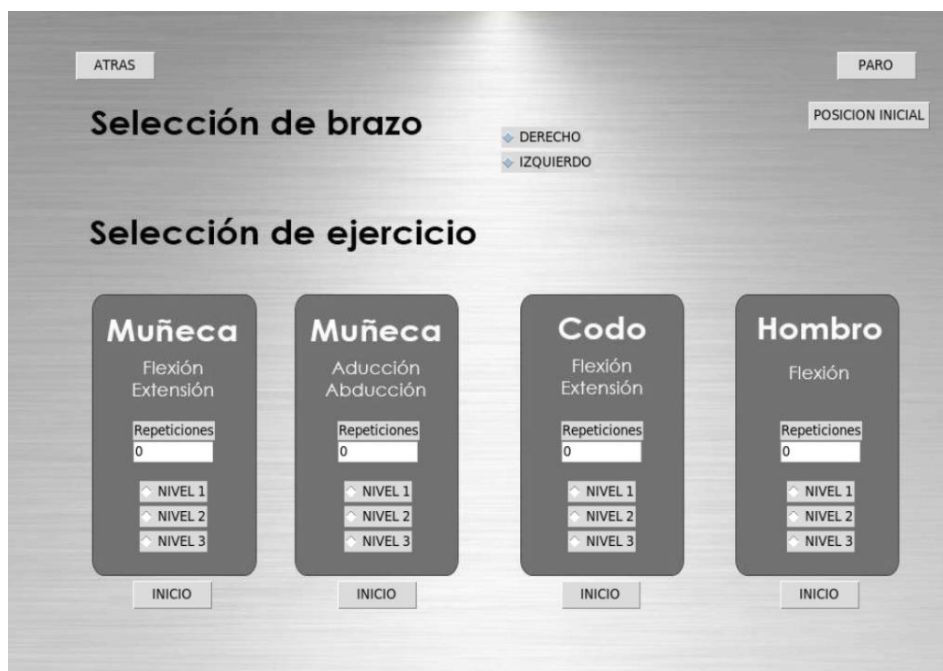 ATRAS
PARO
POSICION INICIAL
Selección de brazo
DERECHO
IZQUIERDO
Selección de ejercicio
Muñeca
Flexión
Extensión
Repeticiones
0
NIVEL 1
NIVEL 2
NIVEL 3
INICIO
Muñeca
Aducción
Abducción
Repeticiones
0
NIVEL 1
NIVEL 2
NIVEL 3
INICIO
Codo
Flexión
Extensión
Repeticiones
0
NIVEL 1
NIVEL 2
NIVEL 3
INICIO
Hombro
Flexión
Repeticiones
0
NIVEL 1
NIVEL 2
NIVEL 3
INICIO